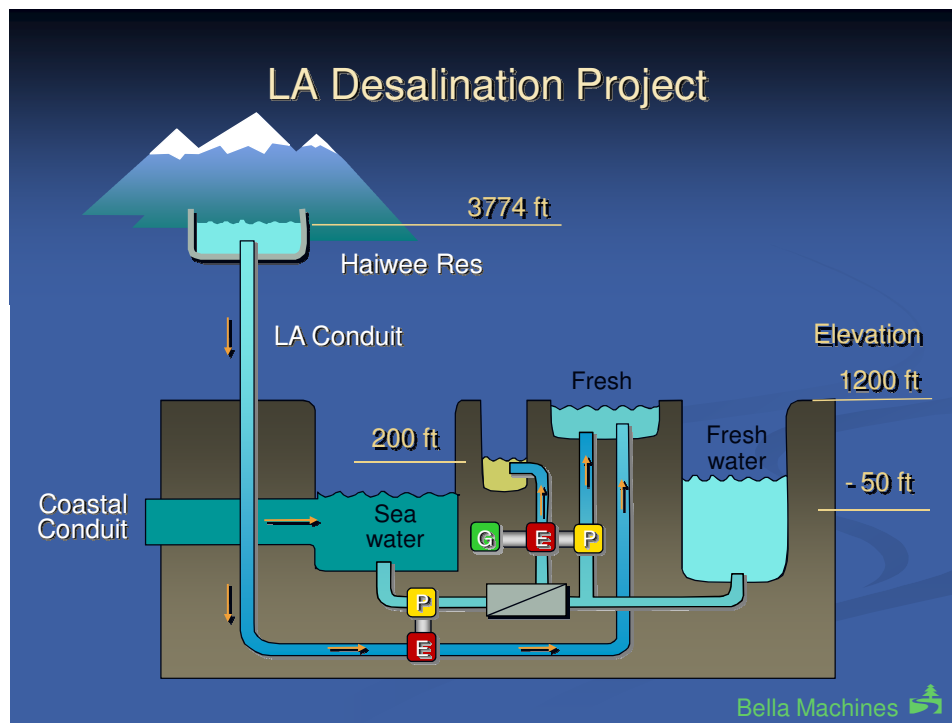 LA Desalination Project
3774 ft
Haiwee Res
LA Conduit
Elevation
1200 ft
Fresh
200 ft
Fresh
water
- 50 ft
Coastal
Conduit
Sea
water
G
E
P
P
E
Bella Machines